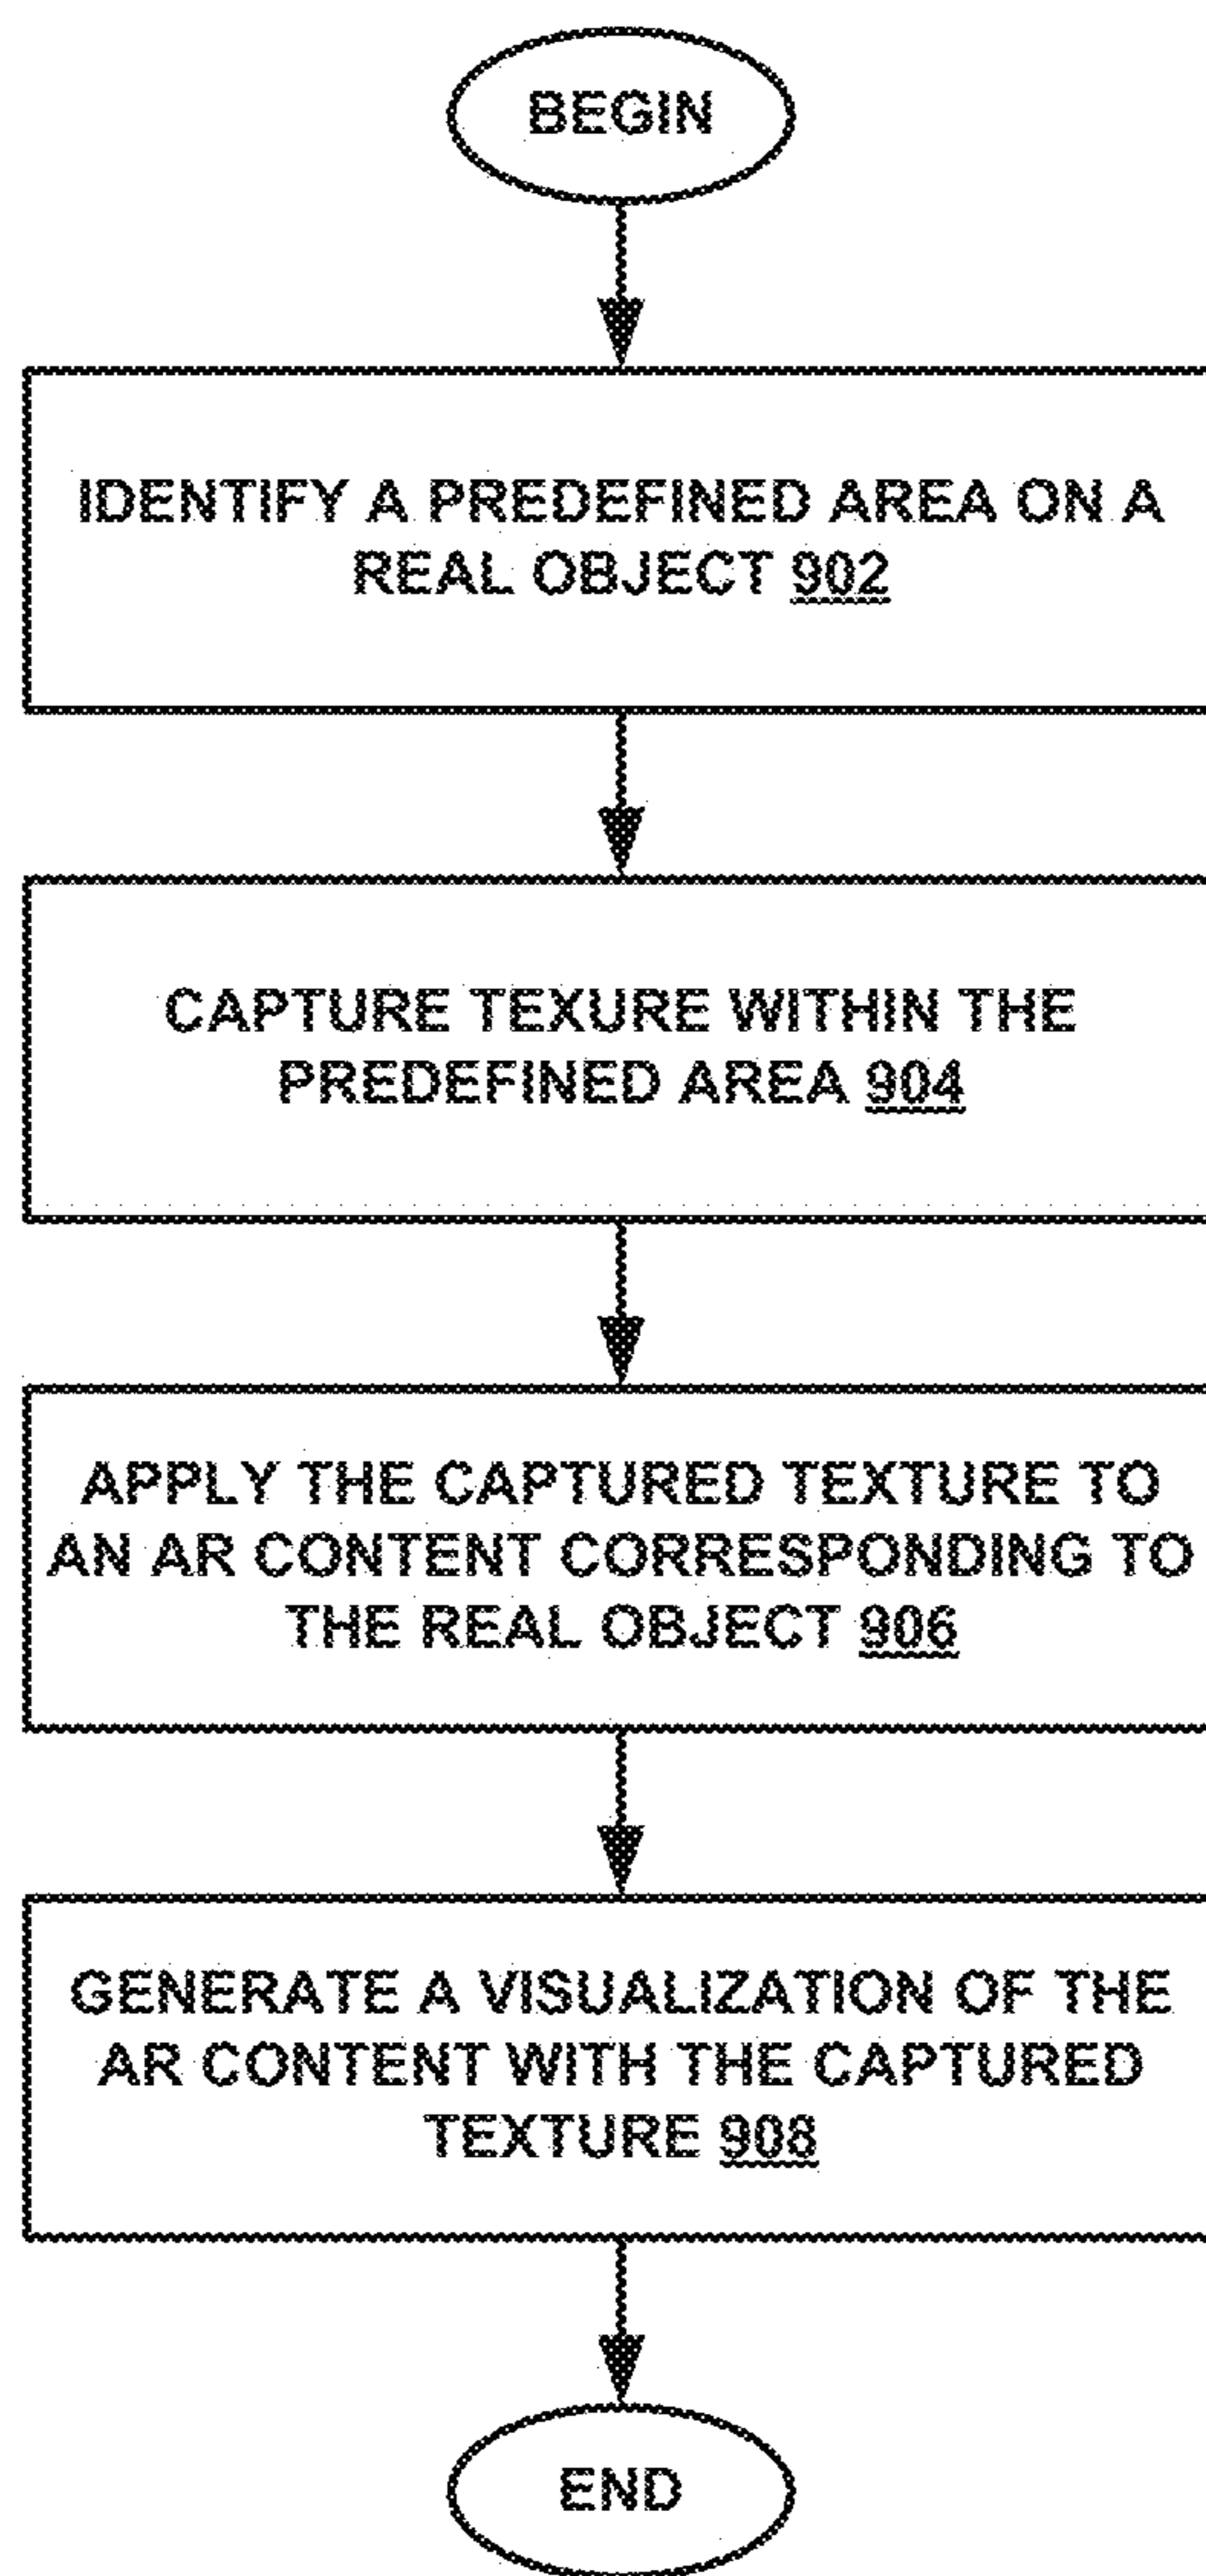 BEGIN
IDENTIFY A PREDEFINED AREA ON A
REAL OBJECT 902
CAPTURE TEXURE WITHIN THE
PREDEFINED AREA 904
APPLY THE CAPTURED TEXTURE TO
AN AR CONTENT CORRESPONDING TO
THE REAL OBJECT 906
GENERATE A VISUALIZATION OF THE
AR CONTENT WITH THE CAPTURED
TEXTURE 908
END